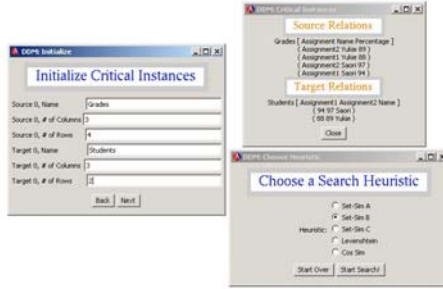 DDMI: Initialize
Initialize Critical Instances
Source 0, Name Grades
Source 0, # of Columns 3
Source 0, # of Rows 4
Target 0, Name Students
Target 0, # of Columns 3
Target 0, # of Rows 2
Back Next
DDMI: Critical Instances
Source Relations
Grades [ Assignment Name Percentage ]
( Assignment2 Yukie 89 )
( Assignment1 Yukie 88 )
( Assignment2 Saori 97 )
( Assignment1 Saori 94 )
Target Relations
Students [ Assignment1 Assignment2 Name ]
( 94 97 Saori )
( 88 89 Yukie )
Close
DDMI: Choose Heuristic
Choose a Search Heuristic
Heuristic:
Set-Sim A
Set-Sim B
Set-Sim C
Levenshtein
Cos Sim
Start Over Start Search!